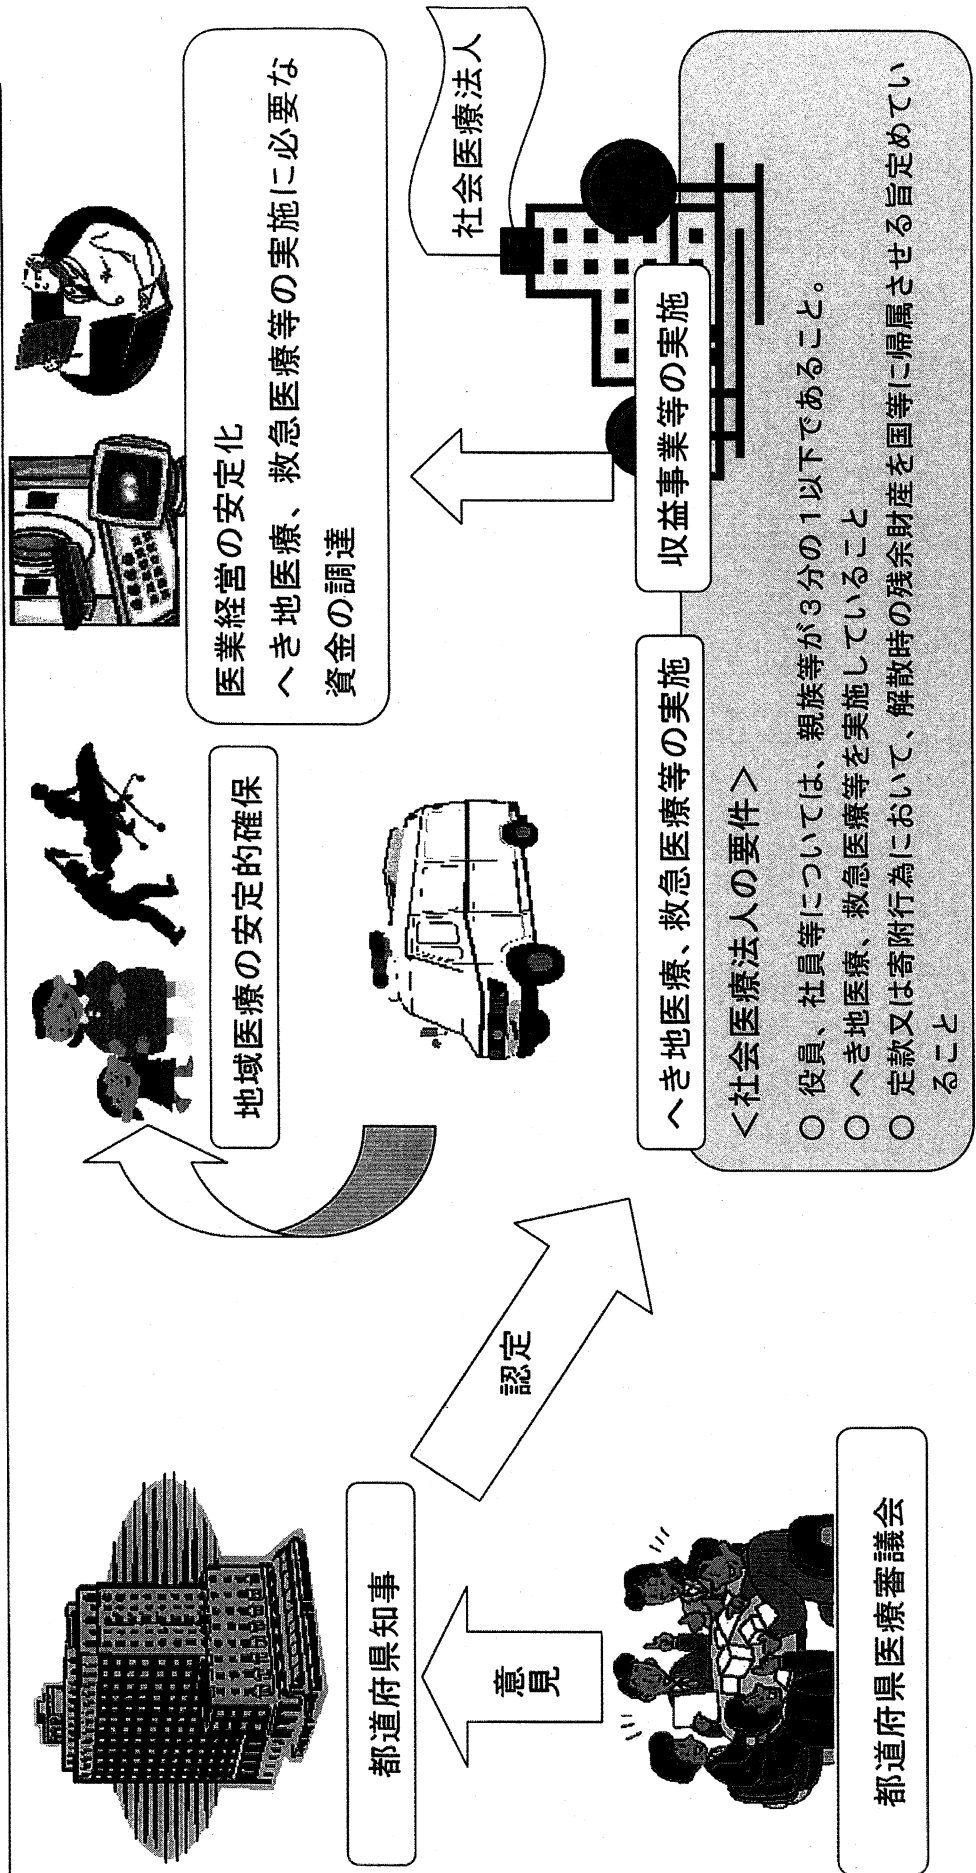 都道府県知事
意見
都道府県医療審議会
認定
地域医療の安定的確保
医業経営の安定化
へき地医療、救急医療等の実施に必要な
資金の調達
社会医療法人
へき地医療、救急医療等の実施
収益事業等の実施
＜社会医療法人の要件＞
○ 役員、社員等については、親族等が３分の１以下であること。
○ へき地医療、救急医療等を実施していること
○ 定款又は寄附行為において、解散時の残余財産を国等に帰属させる旨定めてい
ること